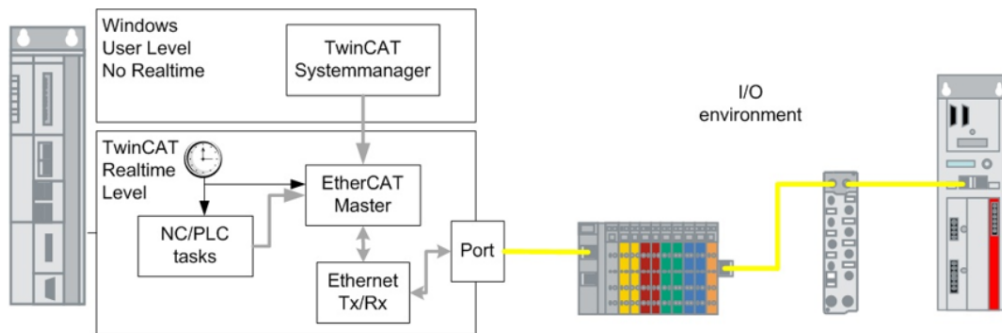 Windows
User Level
No Realtime
TwinCAT
Systemmanager
I/O
environment
TwinCAT
Realtime
Level
EtherCAT
Master
NC/PLC
tasks
Port
Ethernet
Tx/Rx